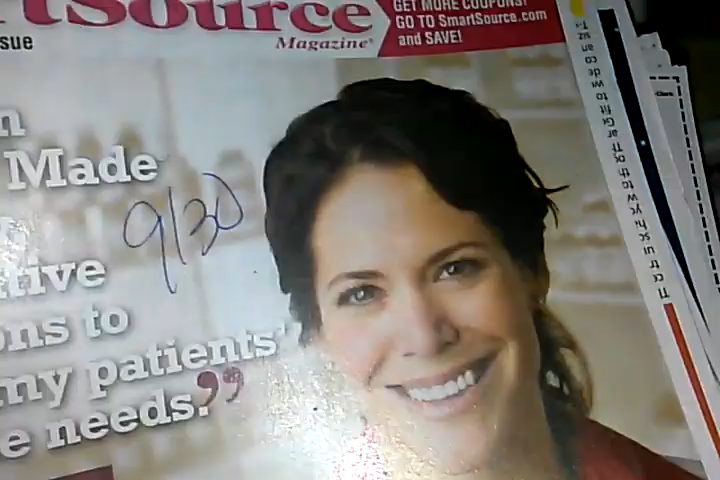 tSource
Magazine®
GET MORE COUPONS!
GO TO SmartSource.com
and SAVE!
sue
n
Made
9/30
tive
ons to
my patients'
e needs.”